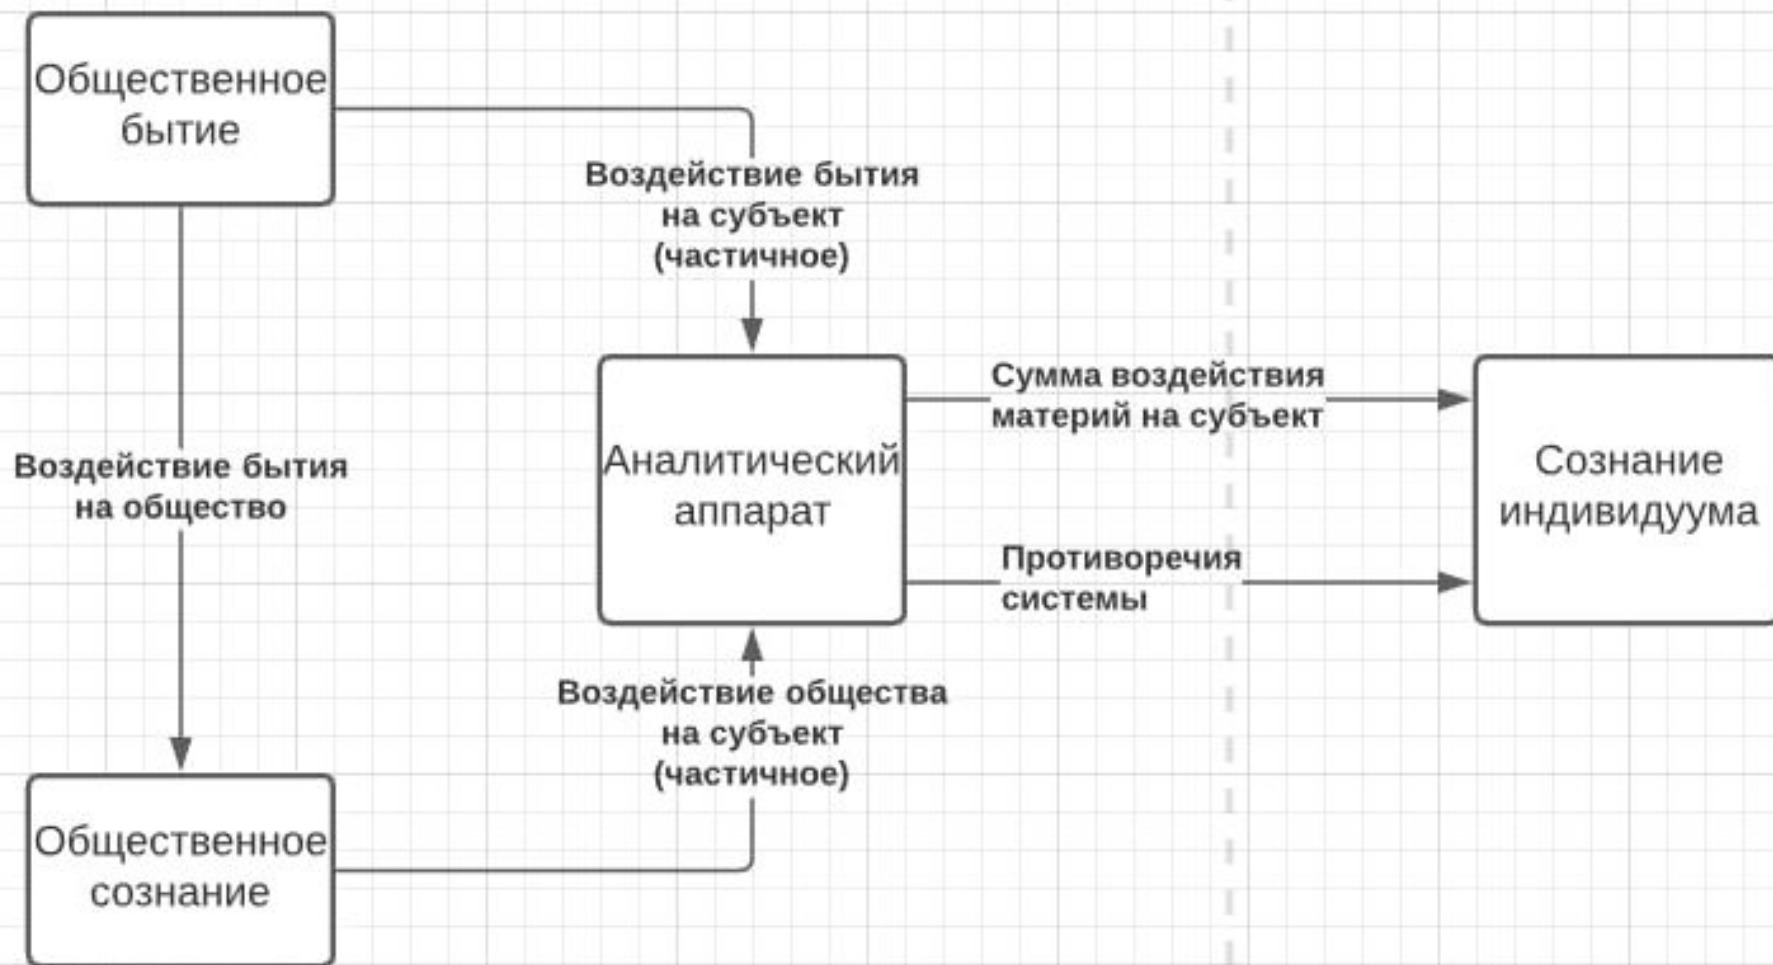 Общественное
бытие
Воздействие бытия
на субъект
(частичное)
Воздействие бытия
на общество
Аналитический
аппарат
Сумма воздействия
материй на субъект
Противоречия
системы
Сознание
индивидуума
Воздействие общества
на субъект
(частичное)
Общественное
сознание